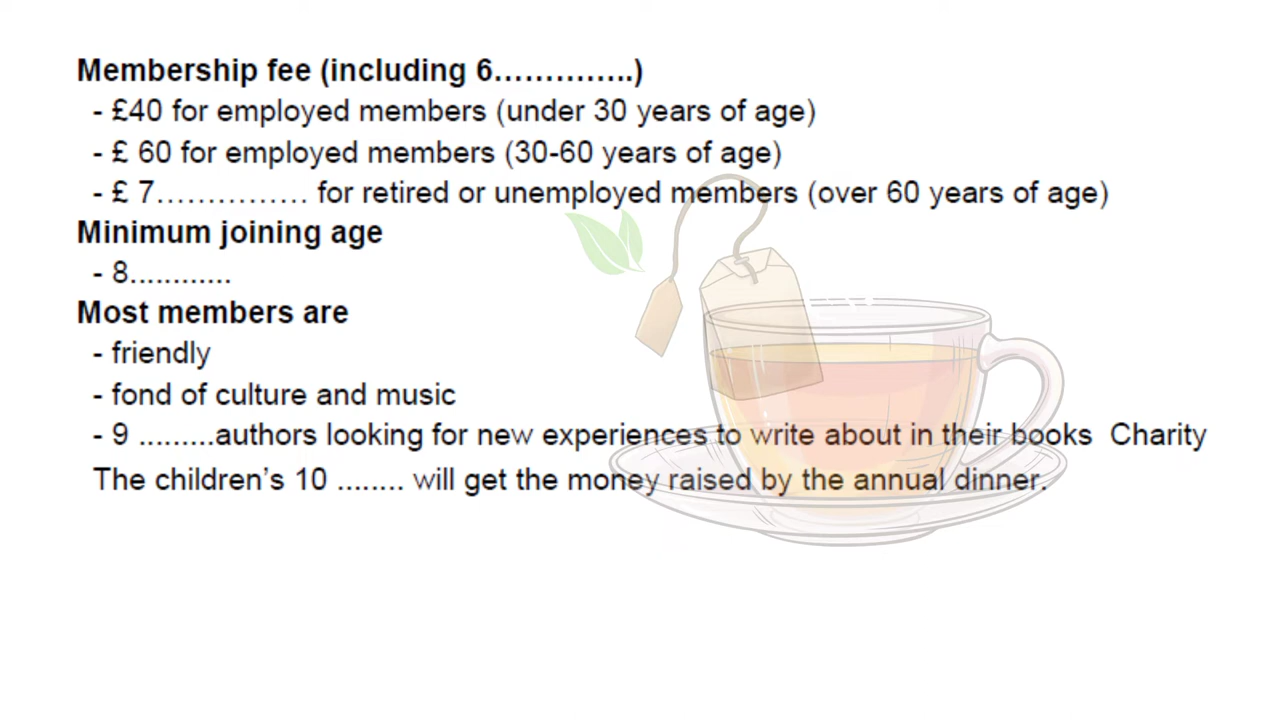 Membership fee (including 6…………..)
- £40 for employed members (under 30 years of age)
- £ 60 for employed members (30-60 years of age)
- £ 7…………… for retired or unemployed members (over 60 years of age)
Minimum joining age
- 8............
Most members are
- friendly
- fond of culture and music
- 9 .........authors looking for new experiences to write about in their books  Charity
The children’s 10 ........ will get the money raised by the annual dinner.